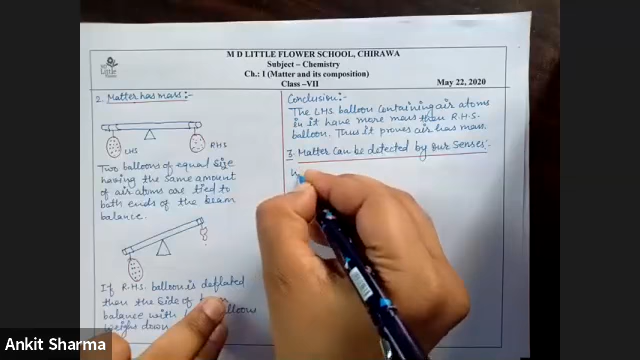 M D LITTLE FLOWER SCHOOL, CHIRAWA
Subject – Chemistry
Ch.: I (Matter and its composition)
Class –VII
May 22, 2020
2. Matter has mass:-
LHS
R.H.S
Two balloons of equal size
having the same amount
of air atoms are tied to
both ends of the beam
balance.
If R.H.S. balloon is deflated
then the side of
balance with balloons
weighs down
Conclusion:-
The LHS balloon containing air atoms
in it have more mass then R.H.S
balloon. Thus it proves air has mass.
3. Matter can be detected by our senses:-
Ankit Sharma